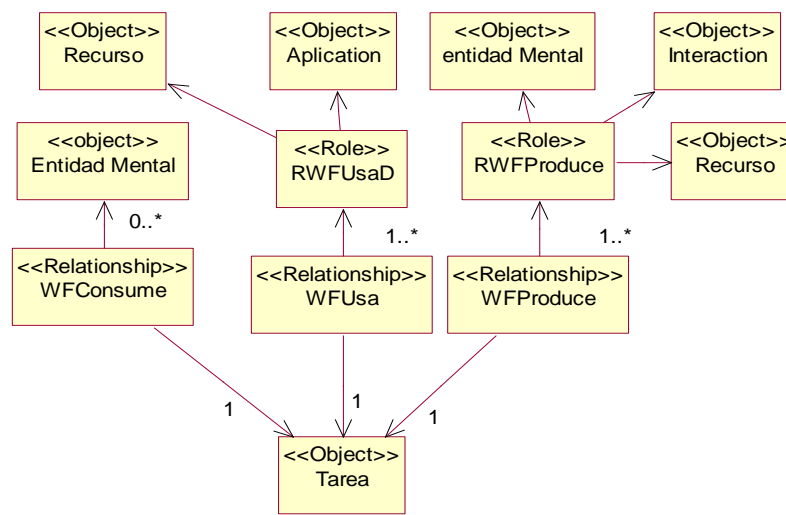 <<Object>>
Recurso
<<Object>>
Aplication
<<Object>>
entidad Mental
<<Object>>
Interaction
<<object>>
Entidad Mental
<<Role>>
RWFUsaD
<<Role>>
RWFProduce
<<Object>>
Recurso
0..*
1..*
1..*
<<Relationship>>
WFConsume
<<Relationship>>
WFUsa
<<Relationship>>
WFProduce
1
1
1
<<Object>>
Tarea